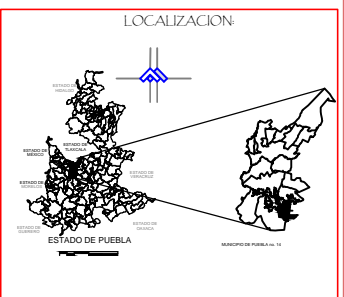 LOCALIZACION:
ESTADO DE
HIDALGO
ESTADO DE
MEXICO
ESTADO DE
TLAXCALA
ESTADO DE
VERACRUZ
ESTADO DE
MORELOS
ESTADO DE
GUERRERO
ESTADO DE
OAXACA
ESTADO DE PUEBLA
MUNICIPIO DE PUEBLA no. 14